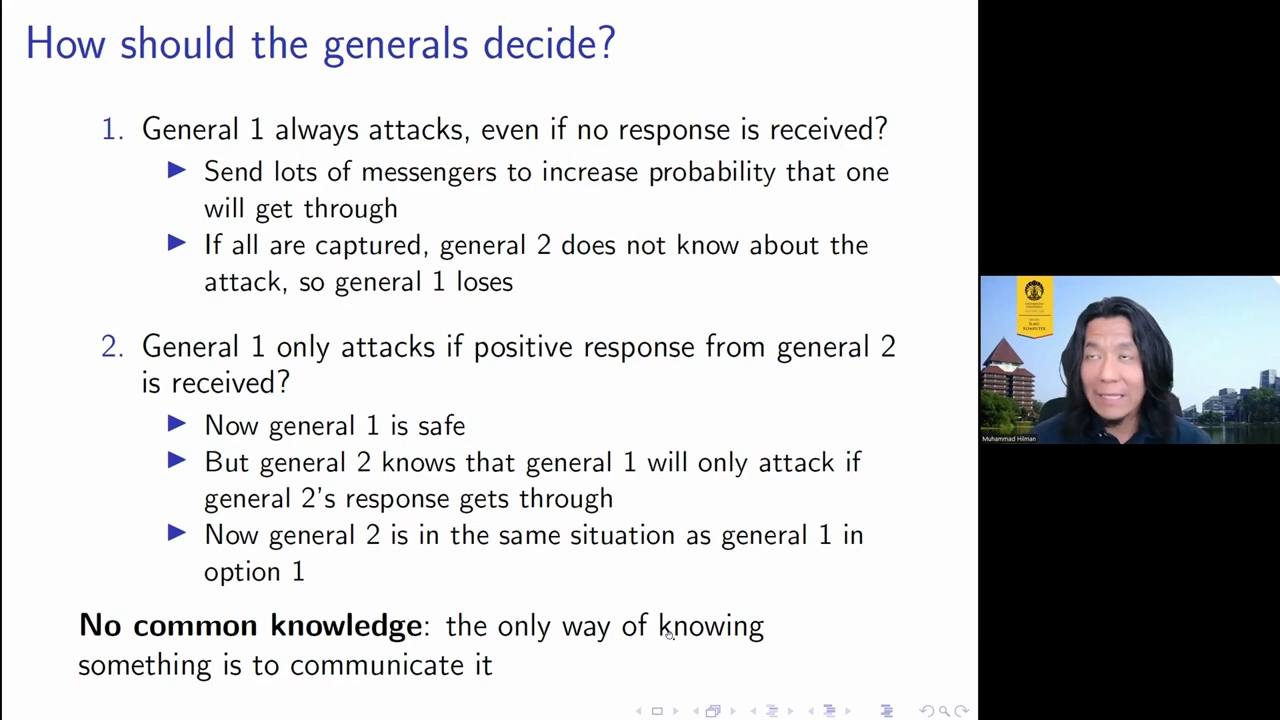 How should the generals decide?
1. General 1 always attacks, even if no response is received?
Send lots of messengers to increase probability that one
will get through
If all are captured, general 2 does not know about the
attack, so general 1 loses
2. General 1 only attacks if positive response from general 2
is received?
Now general 1 is safe
But general 2 knows that general 1 will only attack if
general 2's response gets through
Now general 2 is in the same situation as general 1 in
option 1
No common knowledge: the only way of knowing
something is to communicate it
ILMU
KOMPUTER
Muhammad Hilman